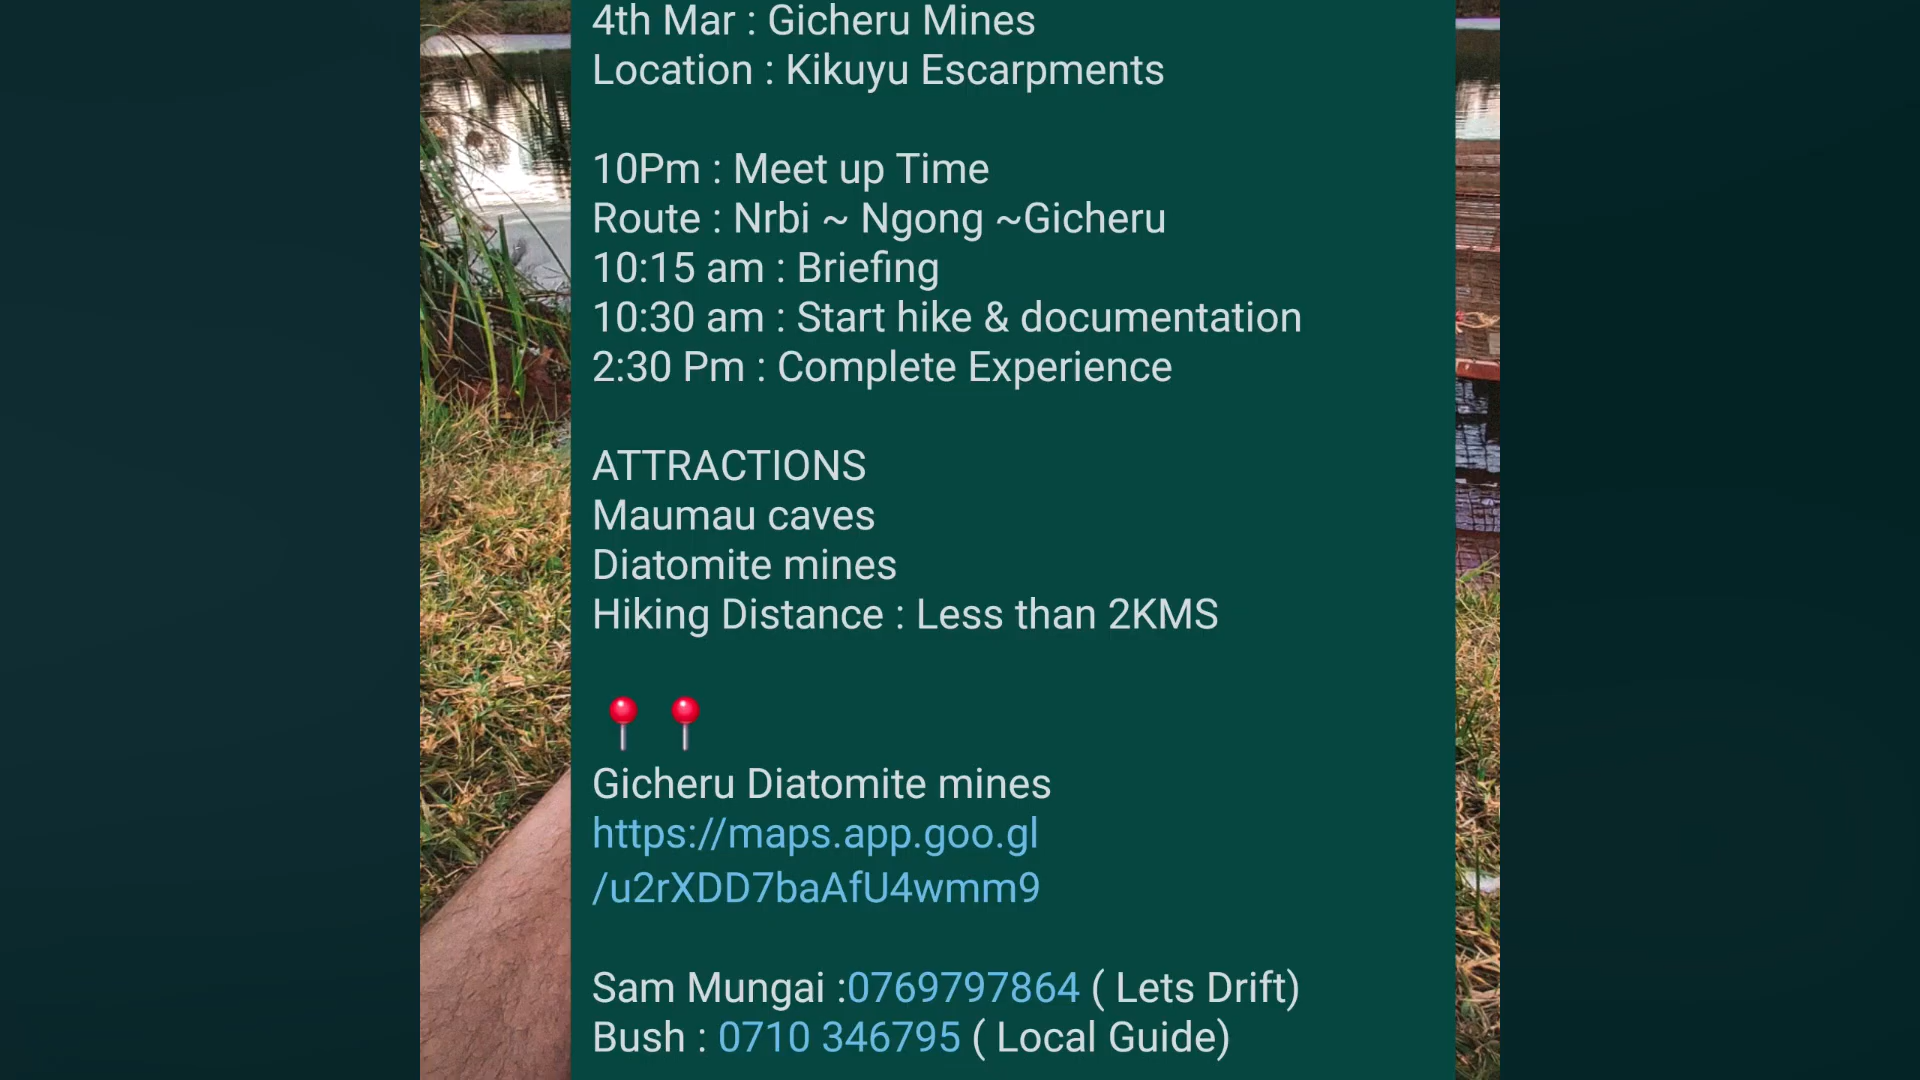 4th Mar : Gicheru Mines
Location : Kikuyu Escarpments
10Pm : Meet up Time
Route : Nrbi ~ Ngong ~Gicheru
10:15 am : Briefing
10:30 am : Start hike & documentation
2:30 Pm : Complete Experience
ATTRACTIONS
Maumau caves
Diatomite mines
Hiking Distance : Less than 2KMS
📍 📍
Gicheru Diatomite mines
https://maps.app.goo.gl
/u2rXDD7baAfU4wmm9
Sam Mungai :0769797864 ( Lets Drift)
Bush : 0710 346795 ( Local Guide)